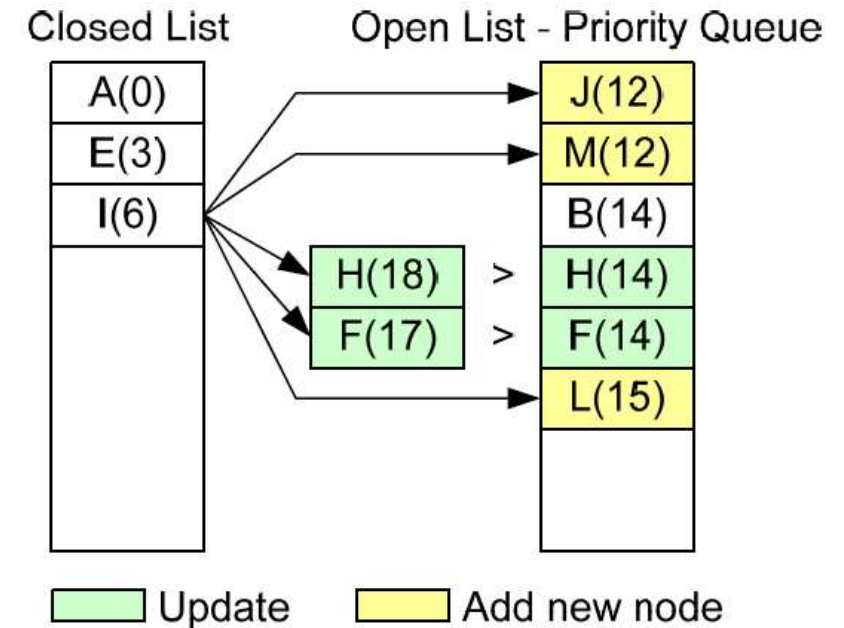 Closed List
Open List - Priority Queue
A(0)
J(12)
E(3)
M(12)
I(6)
B(14)
H(18) > H(14)
F(17) > F(14)
L(15)
Update
Add new node